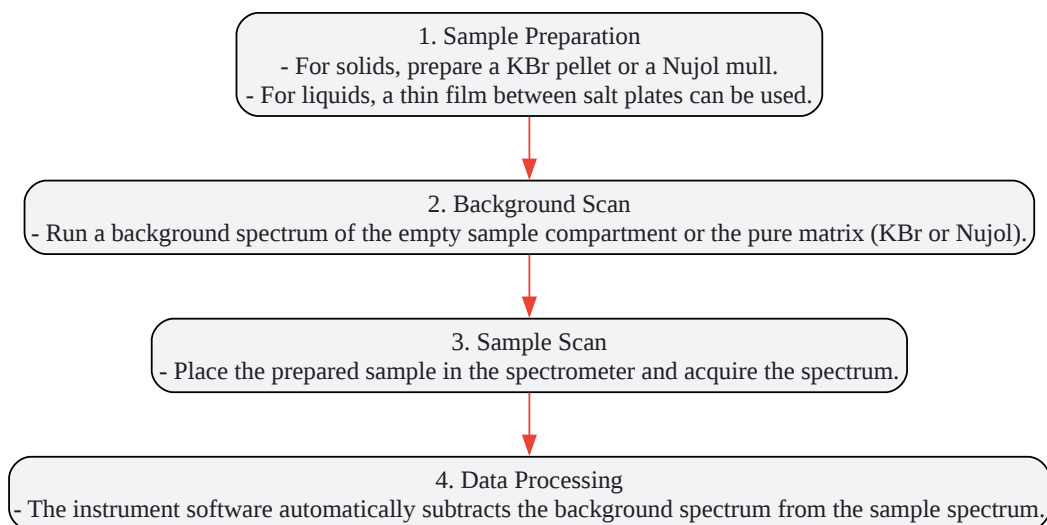 1. Sample Preparation
- For solids, prepare a KBr pellet or a Nujol mull.
- For liquids, a thin film between salt plates can be used.
2. Background Scan
- Run a background spectrum of the empty sample compartment or the pure matrix (KBr or Nujol).
3. Sample Scan
- Place the prepared sample in the spectrometer and acquire the spectrum.
4. Data Processing
- The instrument software automatically subtracts the background spectrum from the sample spectrum.